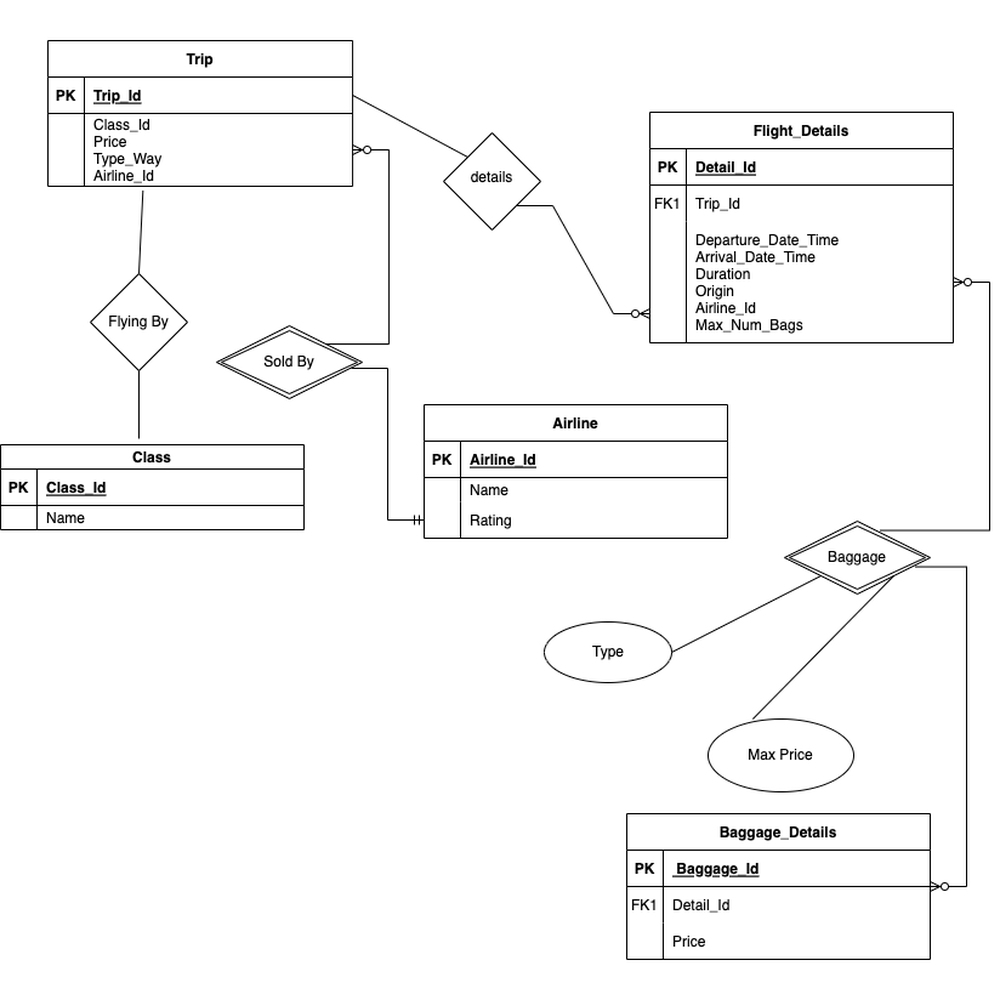 Trip
PK Trip_Id
Class_Id
Price
Type_Way
Airline_Id
details
Flight_Details
PK Detail_Id
FK1 Trip_Id
Departure_Date_Time
Arrival_Date_Time
Duration
Origin
Airline_Id
Max_Num_Bags
Flying By
Sold By
Class
PK Class_Id
Name
Airline
PK Airline_Id
Name
Rating
Baggage
Type
Max Price
Baggage_Details
PK Baggage_Id
FK1 Detail_Id
Price